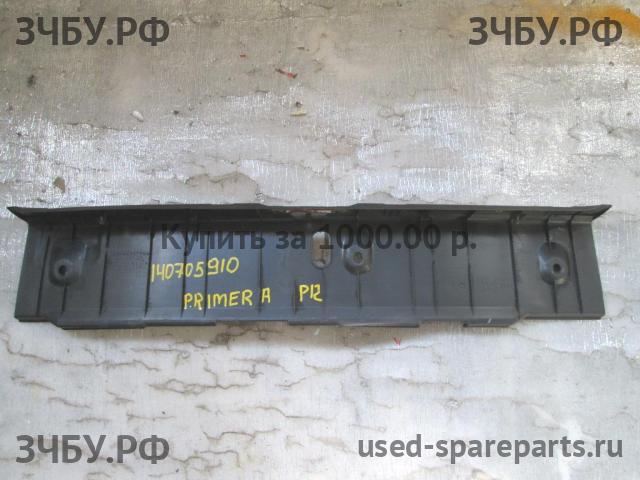 ЗЧБУ.РФ ЗЧБУ.РФ
Купить за 1000.00 р.
140705910
PRIMERA P12
ЗЧБУ.РФ used-spareparts.ru